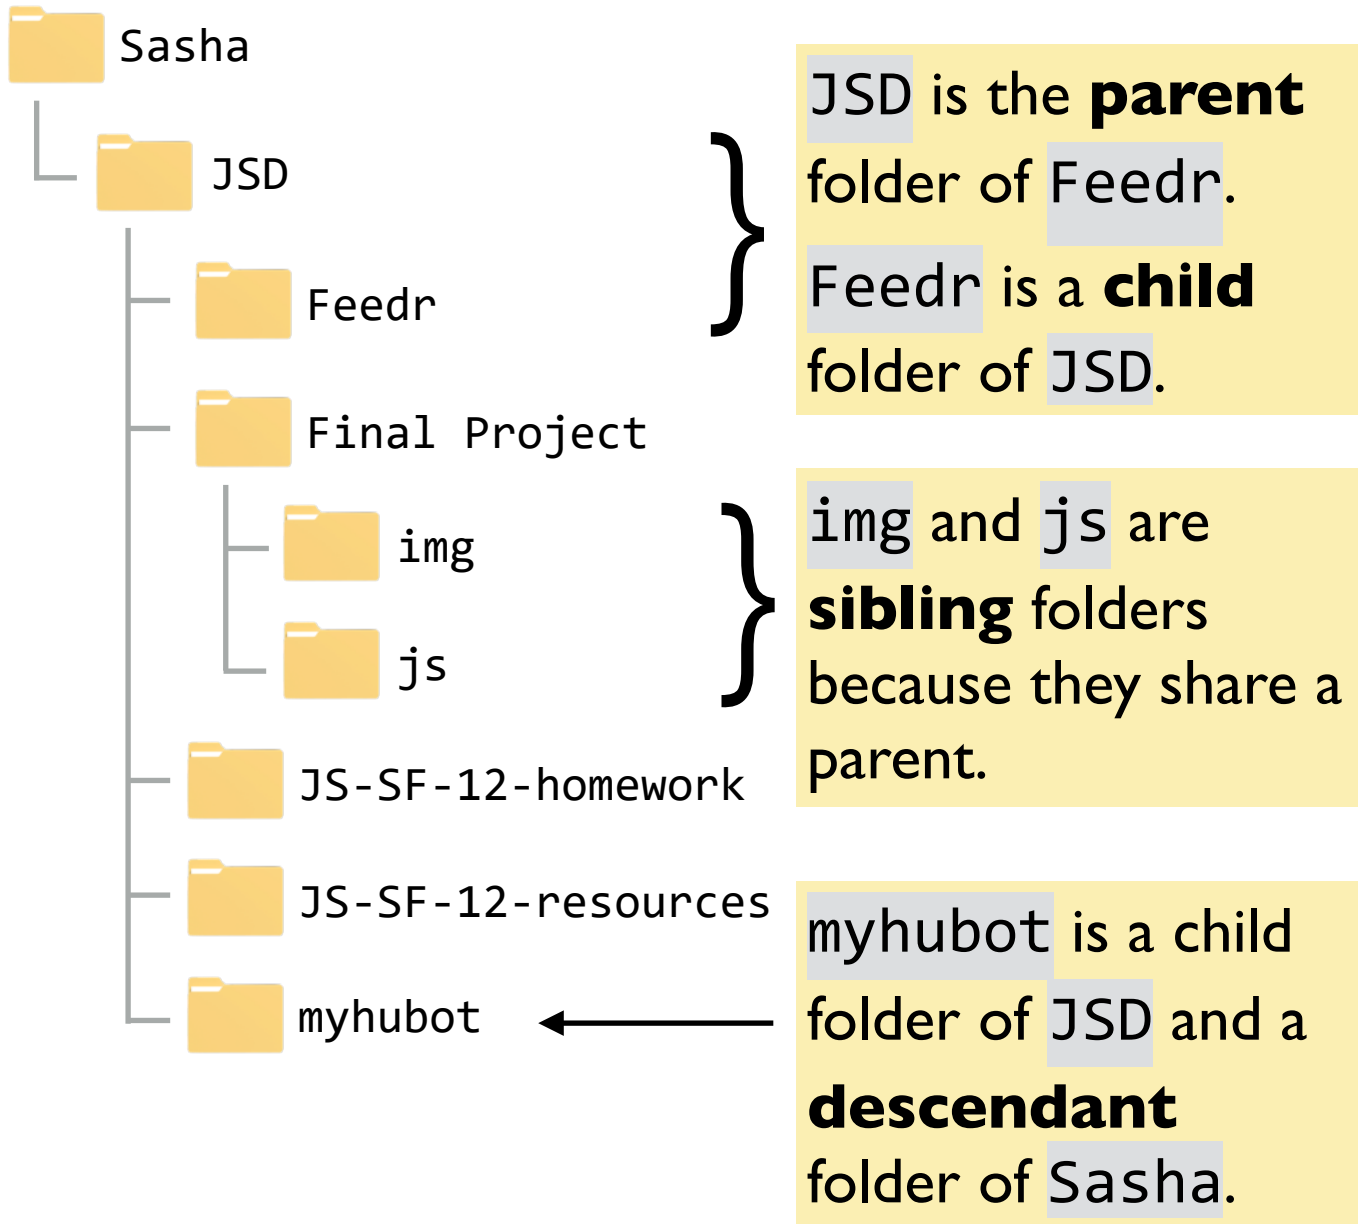 Sasha
JSD
Feedr
Final Project
img
js
JS-SF-12-homework
JS-SF-12-resources
myhubot
JSD is the parent
folder of Feedr.
Feedr is a child
folder of JSD.
img and js are
sibling folders
because they share a
parent.
myhubot is a child
folder of JSD and a
descendant
folder of Sasha.